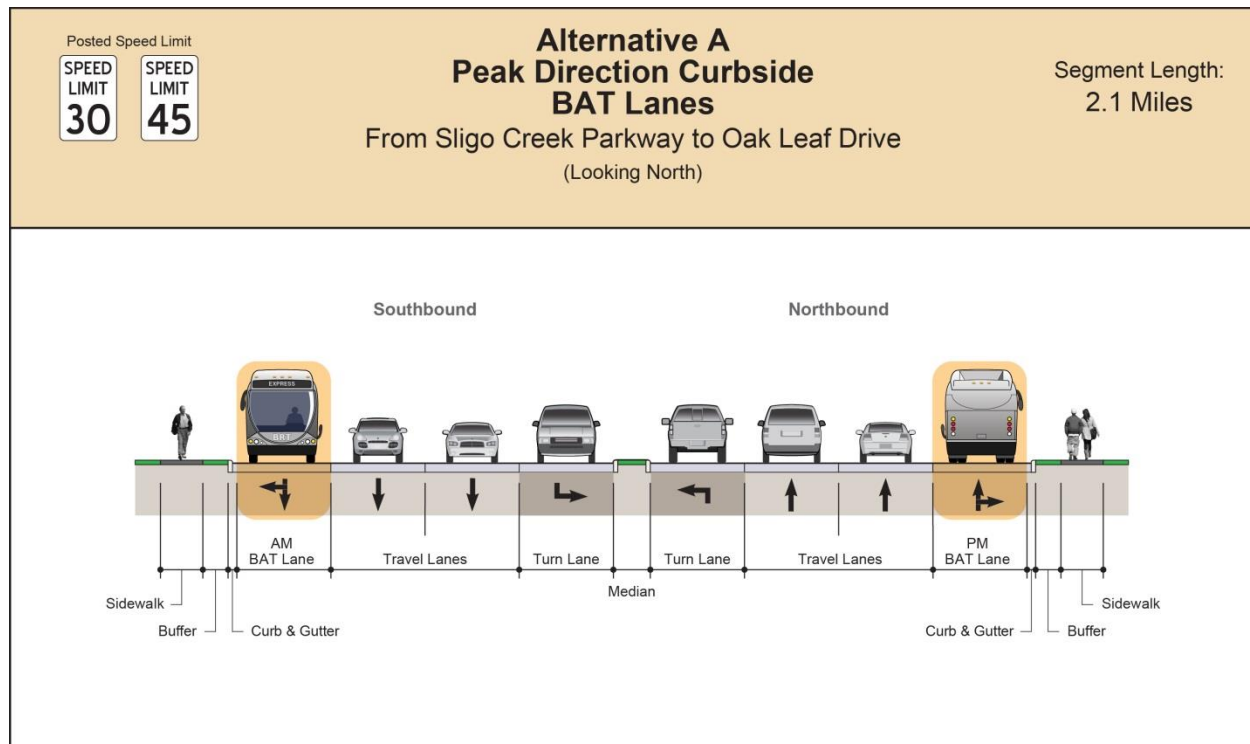 Posted Speed Limit
SPEED LIMIT 30
SPEED LIMIT 45
Alternative A
Peak Direction Curbside
BAT Lanes
From Sligo Creek Parkway to Oak Leaf Drive
(Looking North)
Segment Length:
2.1 Miles
Southbound
Northbound
EXPRESS
BRT
AM
BAT Lane
Travel Lanes
Turn Lane
Median
Turn Lane
Travel Lanes
PM
BAT Lane
Sidewalk
Buffer
Curb & Gutter
Curb & Gutter
Buffer
Sidewalk